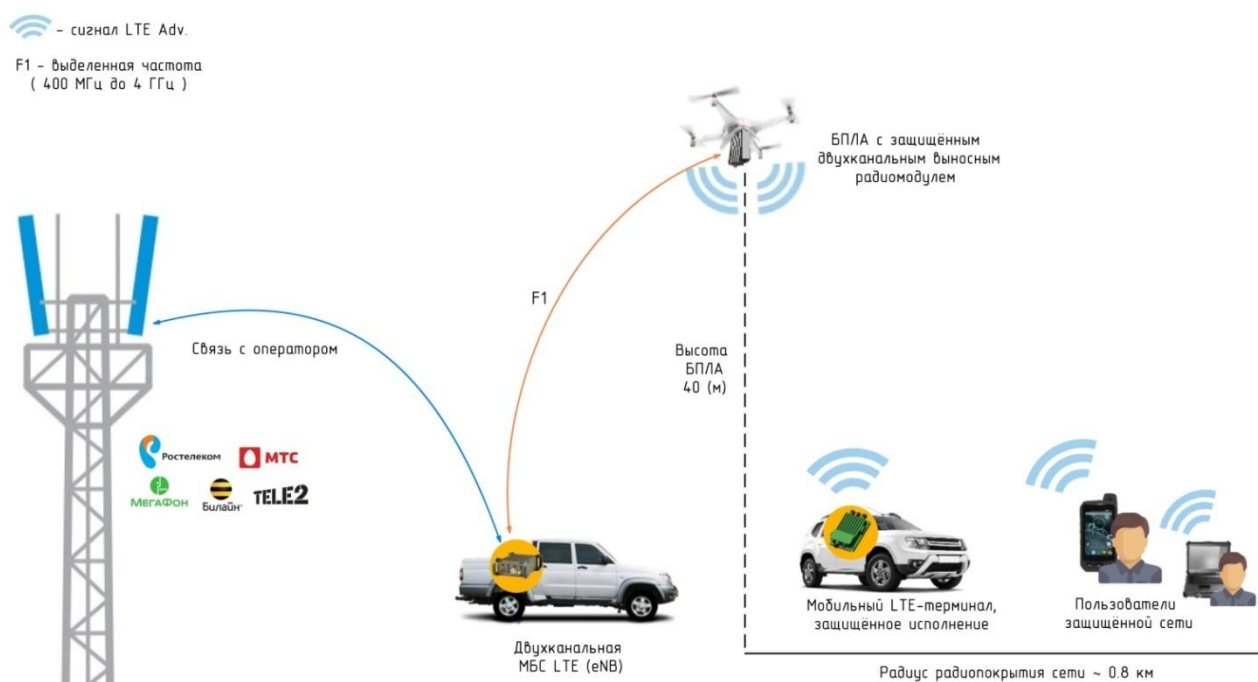 - сигнал LTE Adv.
F1 - выделенная частота
( 400 МГц до 4 ГГц )
БПЛА с защищённым
двухканальным выносным
радиомодулем
F1
Связь с оператором
Высота
БПЛА
40 (м)
Ростелеком
МТС
МЕГАФОН
Билайн
TELE2
Мобильный LTE-терминал,
защищённое исполнение
Пользователи
защищённой сети
Двухканальная
МБС LTE (eNB)
Радиус радиопокрытия сети ~ 0.8 км